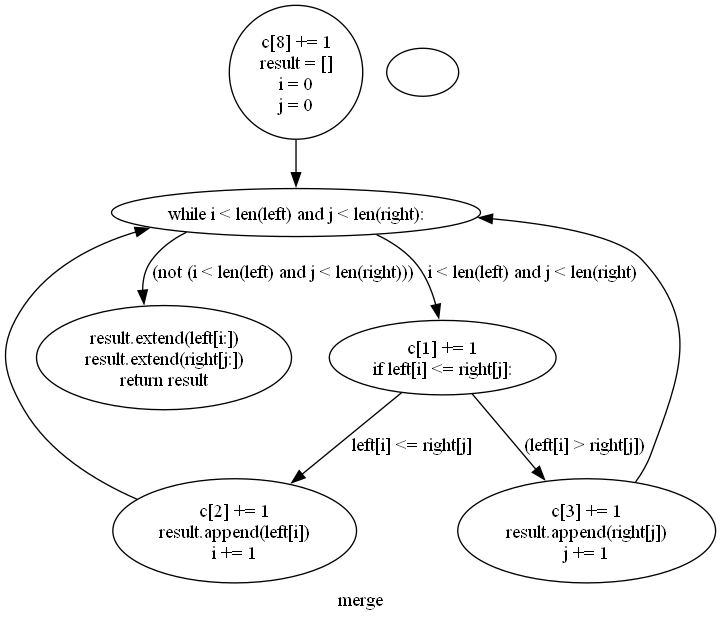 c[8] += 1
result = []
i = 0
j = 0
while i < len(left) and j < len(right):
(not (i < len(left) and j < len(right)))
i < len(left) and j < len(right)
result.extend(left[i:])
result.extend(right[j:])
return result
c[1] += 1
if left[i] <= right[j]:
left[i] <= right[j]
(left[i] > right[j])
c[2] += 1
result.append(left[i])
i += 1
c[3] += 1
result.append(right[j])
j += 1
merge